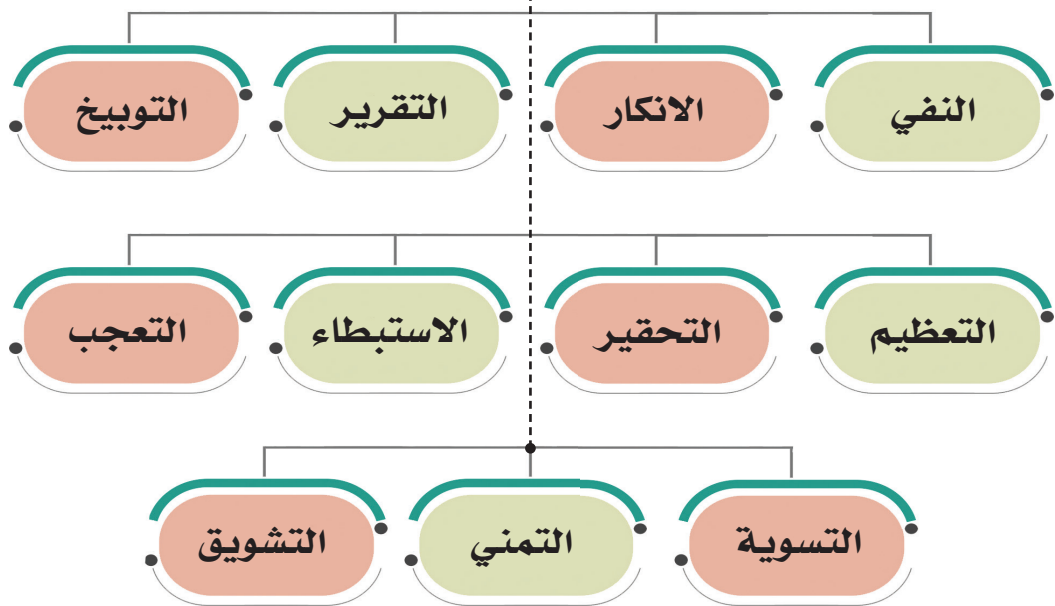 النفي
الانكار
التقرير
التوبيخ
التعظيم
التحقير
الاستبطاء
التعجب
التسوية
التمني
التشويق